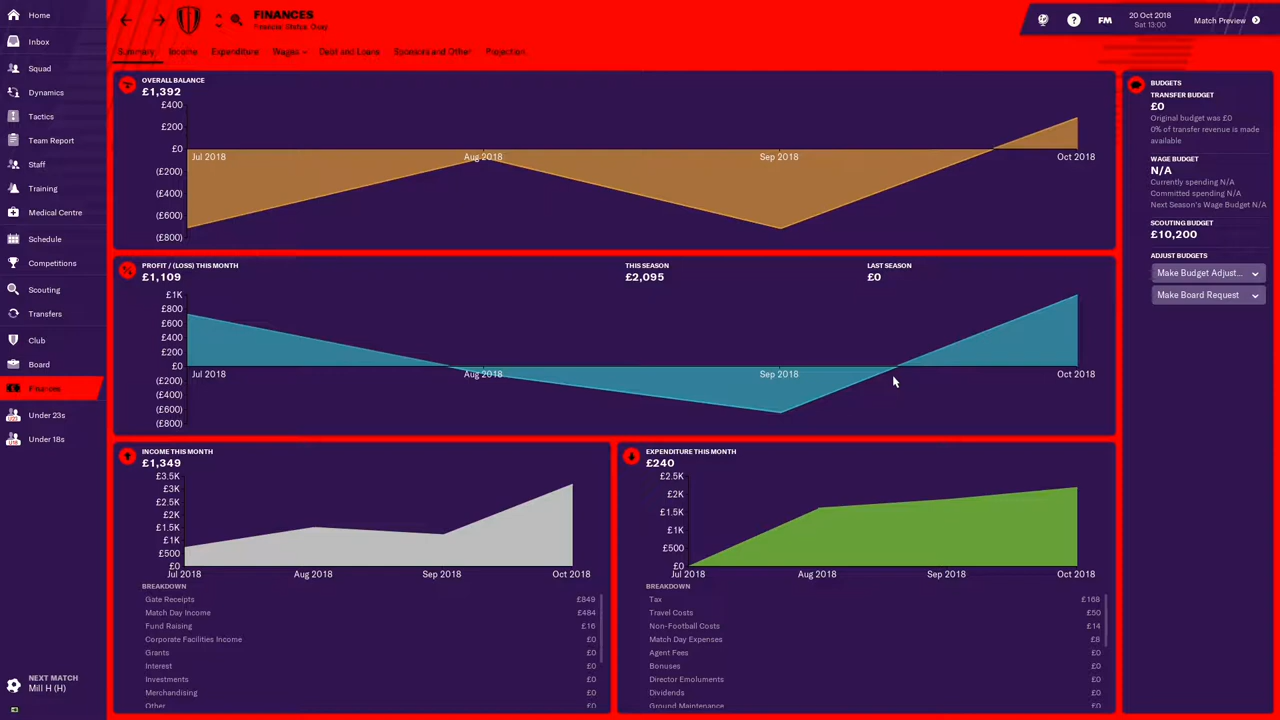 Home
Inbox
Squad
Dynamics
Tactics
Team Report
Staff
Training
Medical Centre
Schedule
Competitions
Scouting
Transfers
Club
Board
Finances
Under 23s
Under 18s
NEXT MATCH
Mill H (H)
FINANCES
Finance Status: Okay
20 Oct 2018
Sat 13:00
Match Preview
?
FM
Summary Income Expenditure Wages Debt and Loans Sponsors and Other Projection
OVERALL BALANCE
£1,392
£400
£200
£0
(£200)
(£400)
(£600)
(£800)
Jul 2018 Aug 2018 Sep 2018 Oct 2018
PROFIT / (LOSS) THIS MONTH
£1,109
THIS SEASON
£2,095
LAST SEASON
£0
£1K
£800
£600
£400
£200
£0
(£200)
(£400)
(£600)
(£800)
Jul 2018 Aug 2018 Sep 2018 Oct 2018
INCOME THIS MONTH
£1,349
£3.5K
£3K
£2.5K
£2K
£1.5K
£1K
£500
£0
Jul 2018 Aug 2018 Sep 2018 Oct 2018
BREAKDOWN
Gate Receipts £849
Match Day Income £484
Fund Raising £16
Corporate Facilities Income £0
Grants £0
Interest £0
Investments £0
Merchandising £0
Other £0
EXPENDITURE THIS MONTH
£240
£2.5K
£2K
£1.5K
£1K
£500
£0
Jul 2018 Aug 2018 Sep 2018 Oct 2018
BREAKDOWN
Tax £168
Travel Costs £50
Non-Football Costs £14
Match Day Expenses £8
Agent Fees £0
Bonuses £0
Director Emoluments £0
Dividends £0
Ground Maintenance £0
BUDGETS
TRANSFER BUDGET
£0
Original budget was £0
0% of transfer revenue is made
available
WAGE BUDGET
N/A
Currently spending N/A
Committed spending N/A
Next Season's Wage Budget N/A
SCOUTING BUDGET
£10,200
ADJUST BUDGETS
Make Budget Adjust...
Make Board Request